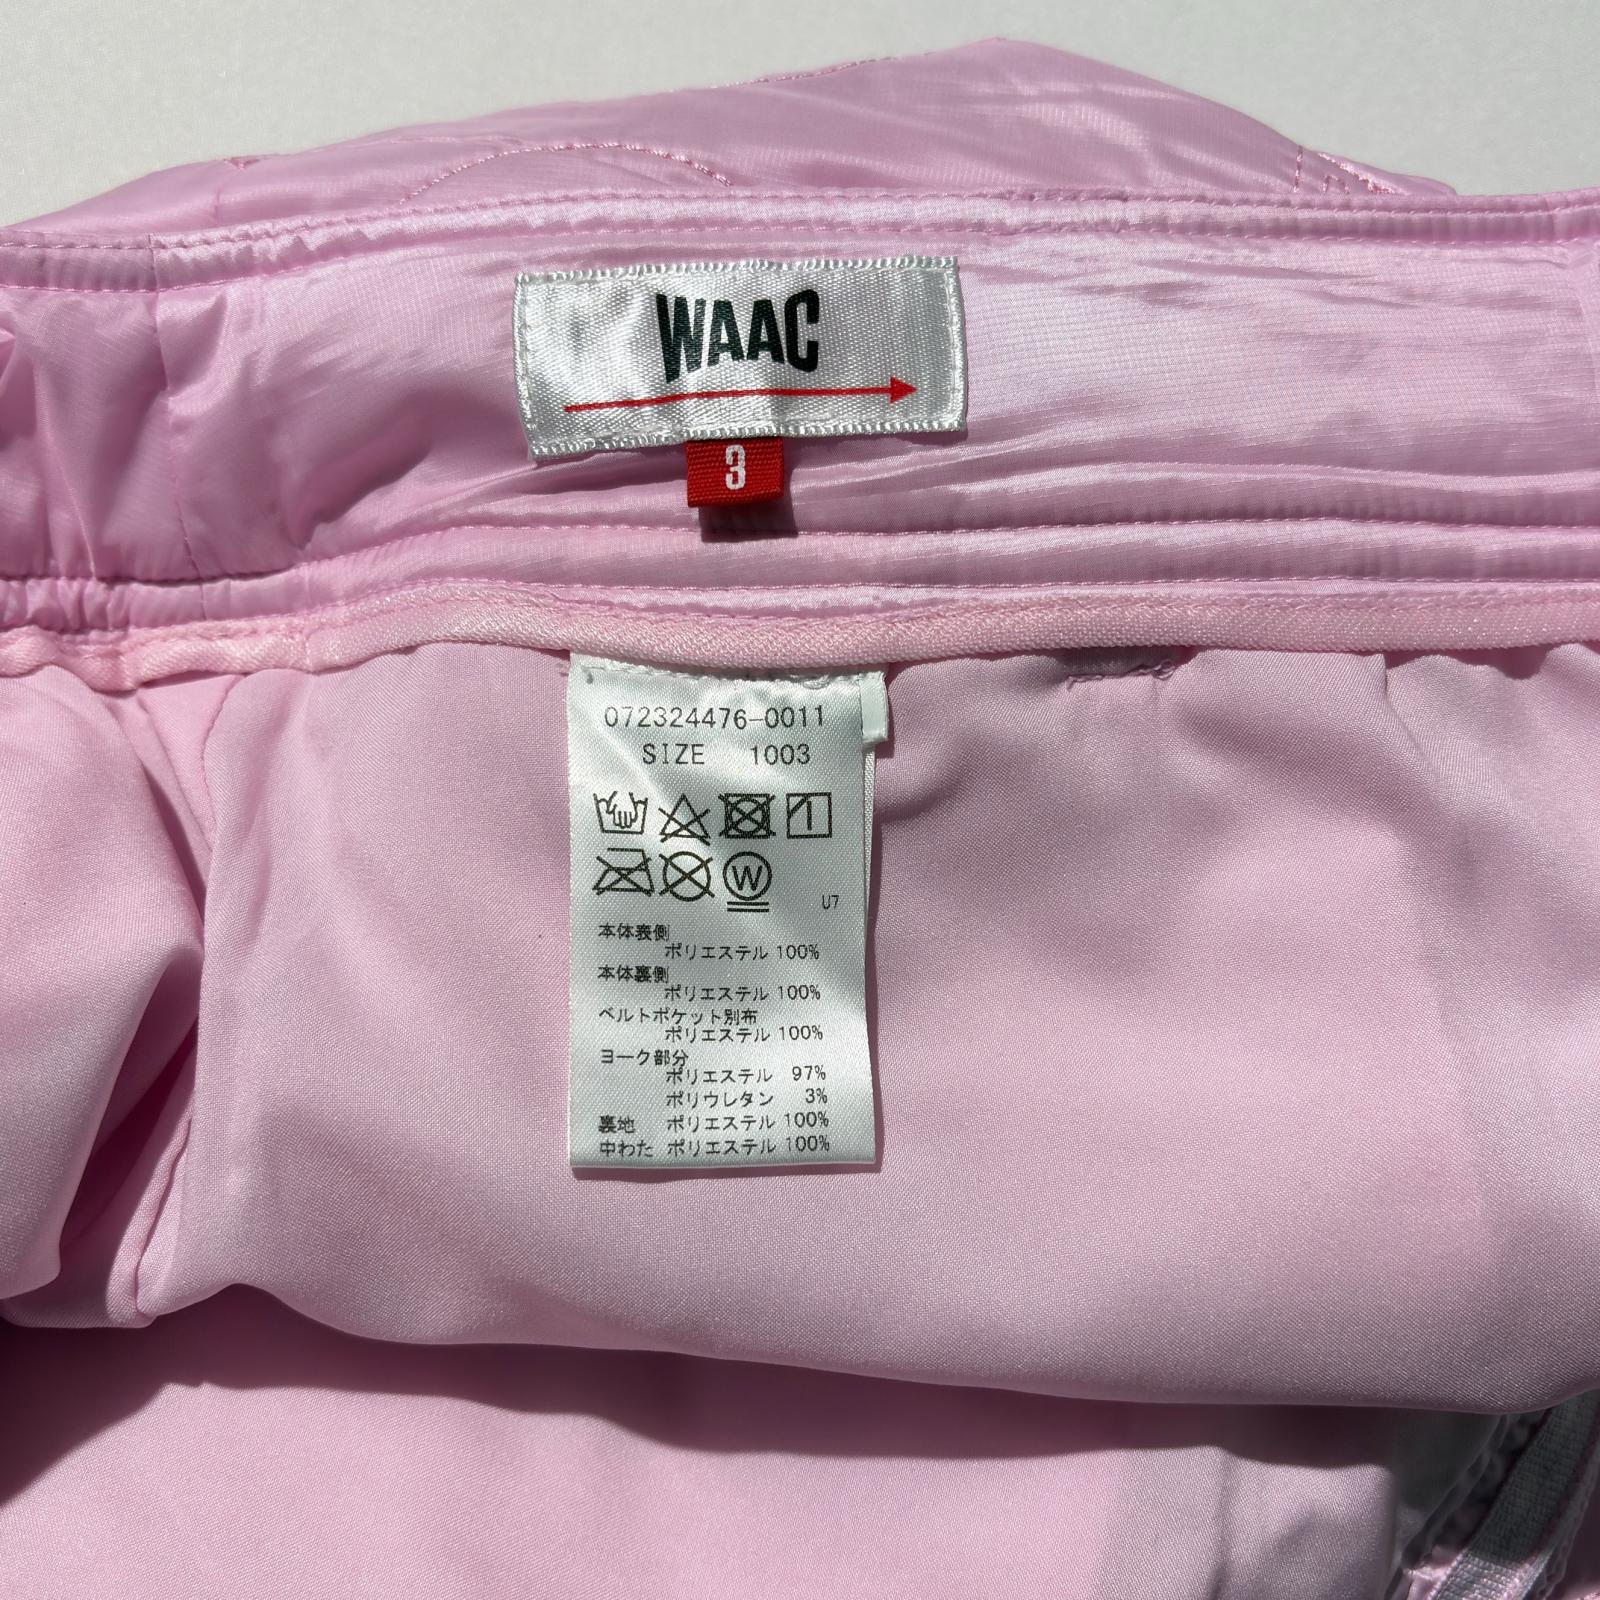 WAAC
3
072324476-0011
SIZE 1003
W
U7
本体表側
ポリエステル 100%
本体裏側
ポリエステル 100%
ベルトポケット別布
ポリエステル 100%
ヨーク部分
ポリエステル 97%
ポリウレタン 3%
裏地 ポリエステル 100%
中わた ポリエステル 100%